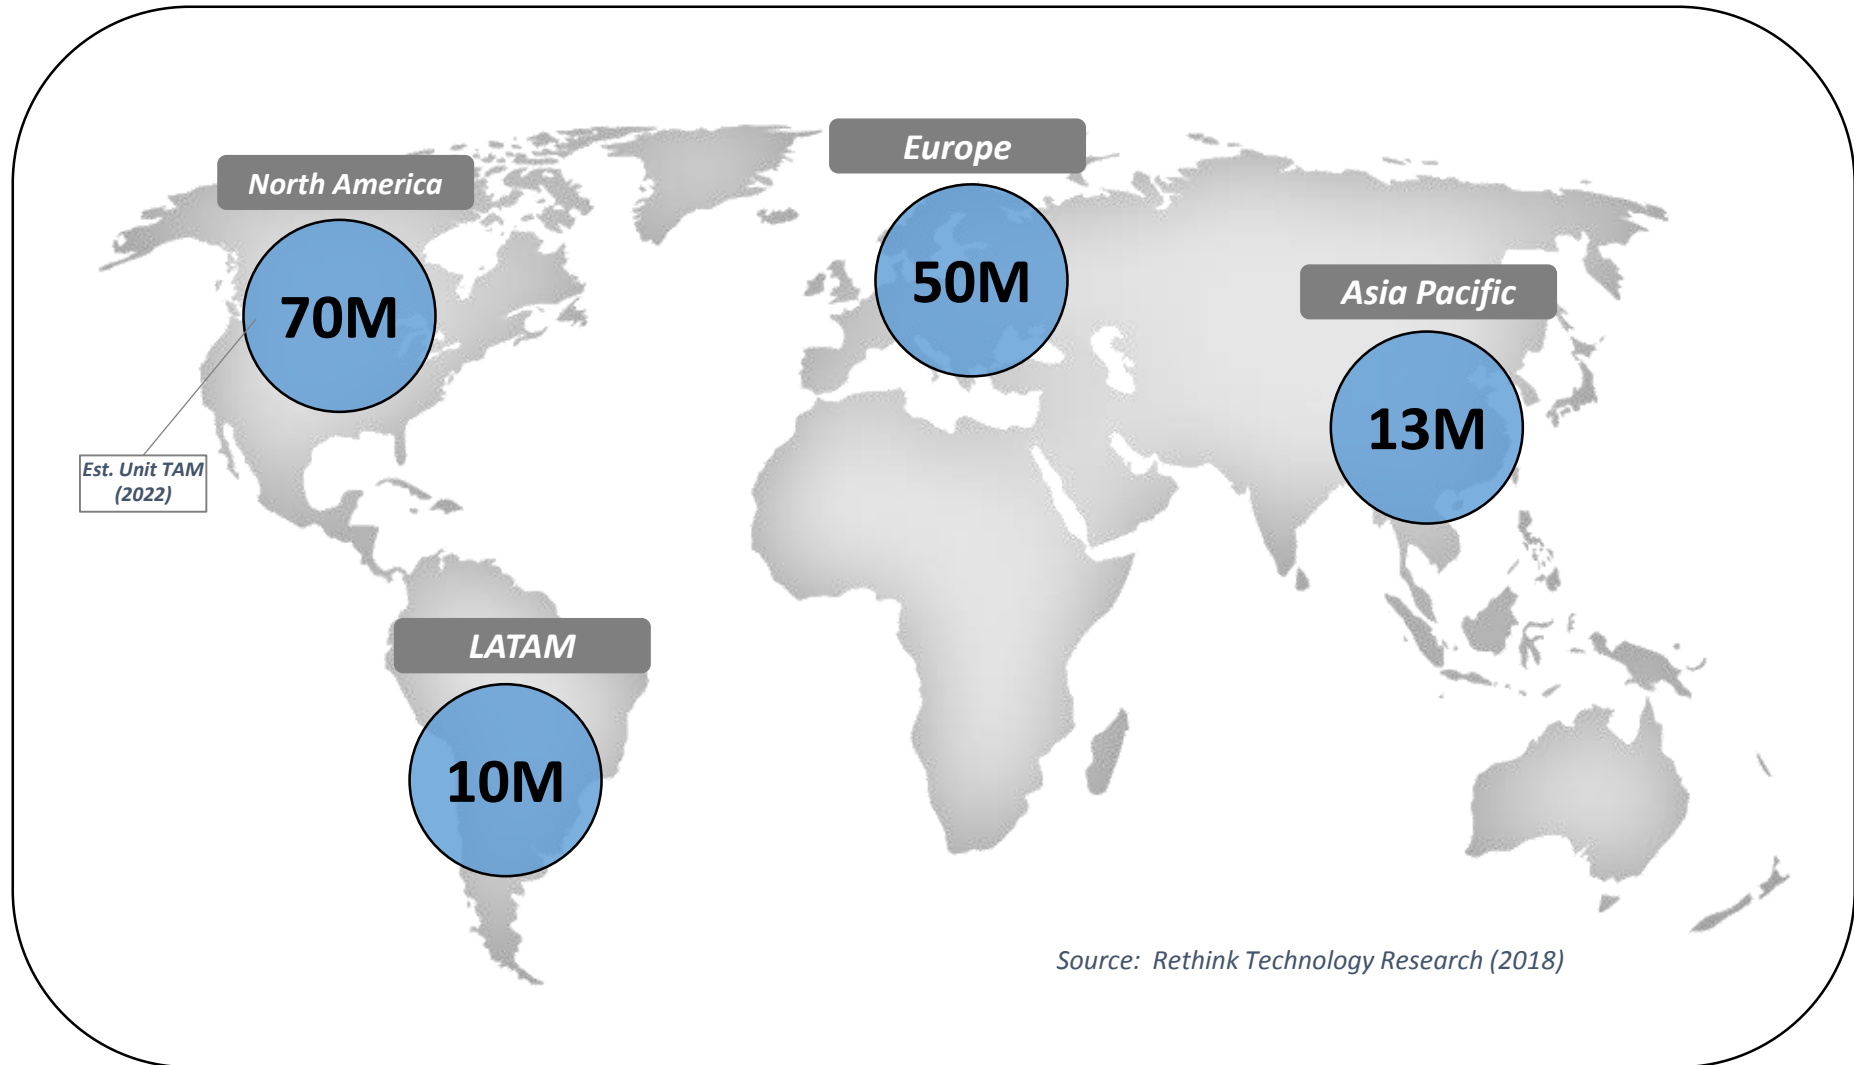 Europe
North America
50M
70M
Asia Pacific
13M
Est. Unit TAM
(2022)
LATAM
10M
Source:  Rethink Technology Research (2018)